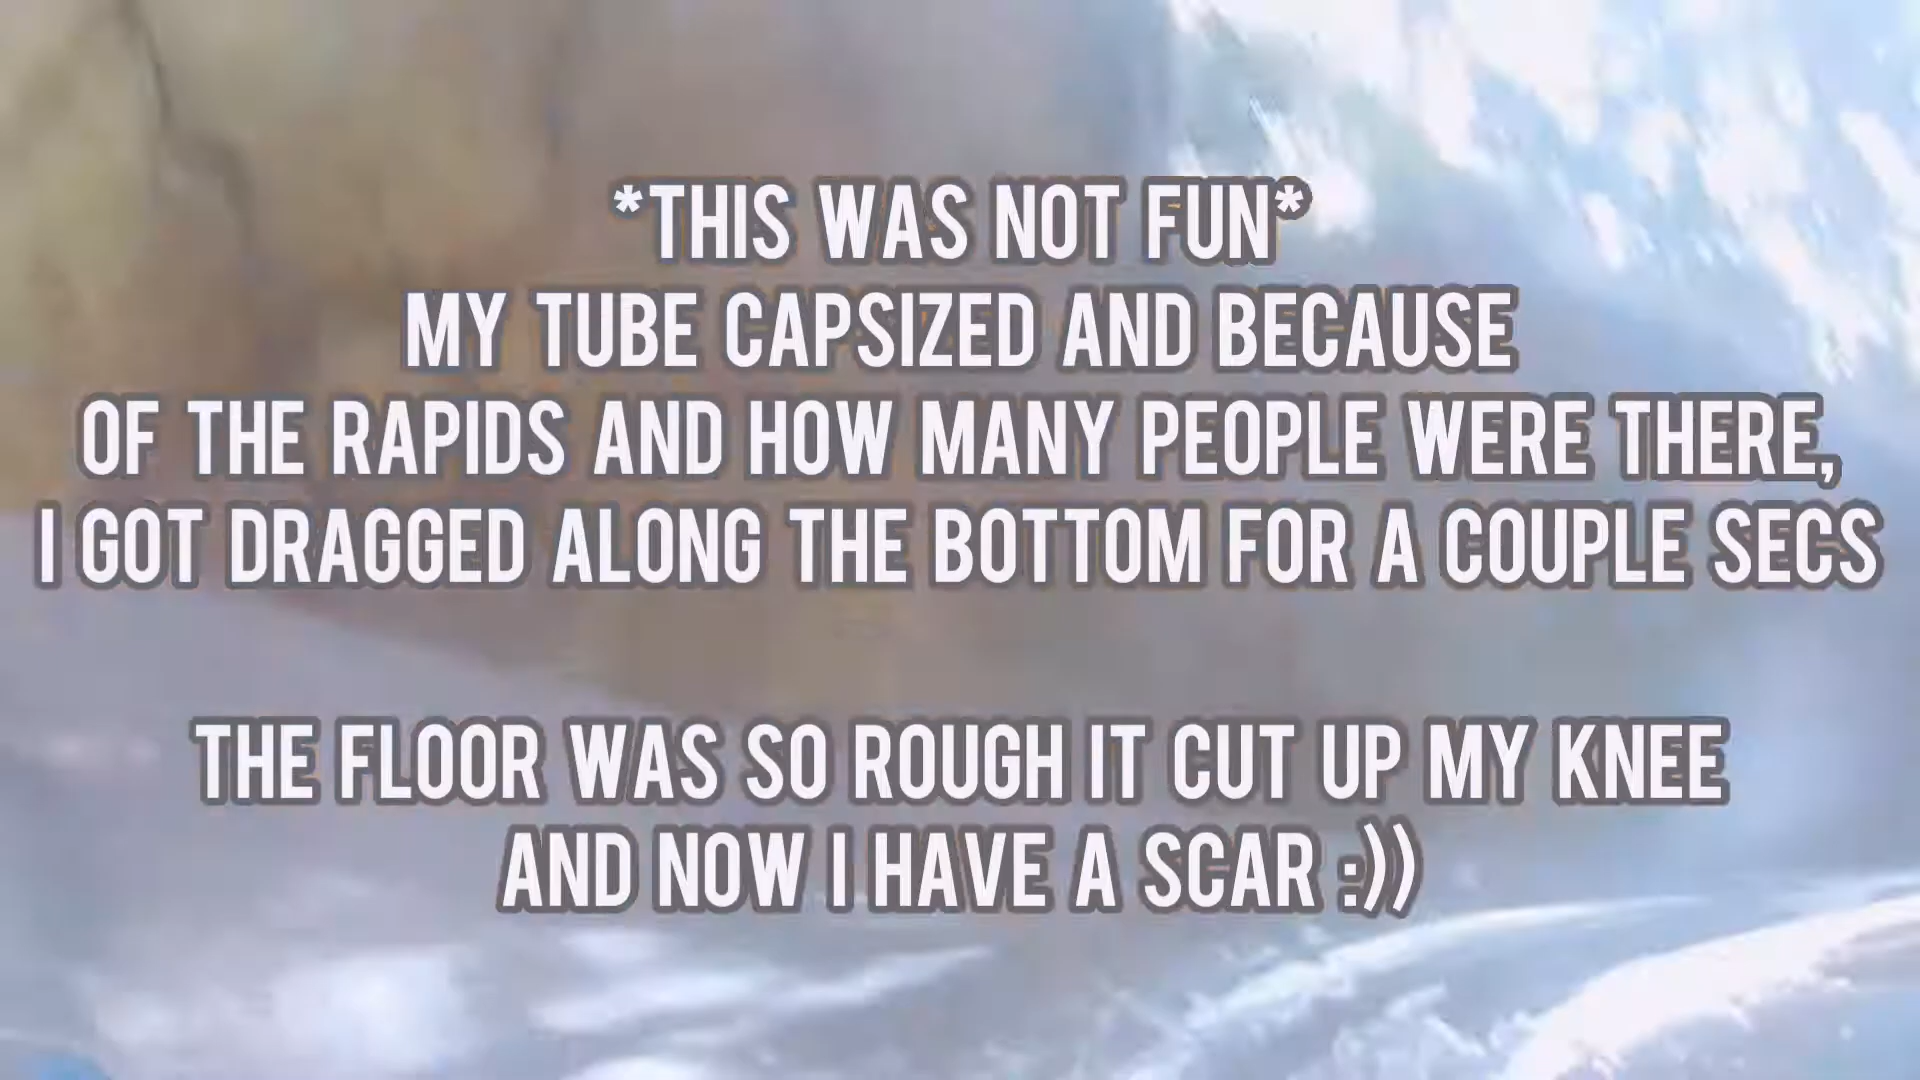 *THIS WAS NOT FUN*
MY TUBE CAPSIZED AND BECAUSE
OF THE RAPIDS AND HOW MANY PEOPLE WERE THERE,
I GOT DRAGGED ALONG THE BOTTOM FOR A COUPLE SECS
THE FLOOR WAS SO ROUGH IT CUT UP MY KNEE
AND NOW I HAVE A SCAR :))